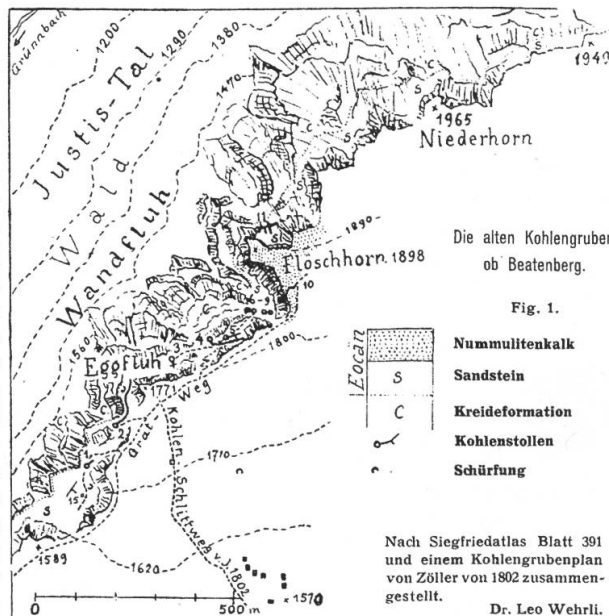 Grünnbach
1200
1290
1380
1470
Justis-Tal
Wald
Wandfluh
1949
1965
Niederhorn
1890
Flöschhorn. 1898
10
Die alten Kohlengruben
ob Beatenberg.
Fig. 1.
Eocän
Nummulitenkalk
S Sandstein
C Kreideformation
Kohlenstollen
Schürfung
1560
Eggfluh
1771
1800
Grat Weg
Kohlen Schlittweg v. J. 1802
1710
1589
1620
1570
0 500 m
Nach Siegfriedatlas Blatt 391
und einem Kohlengrubenplan
von Zöller von 1802 zusammen-
gestellt.
Dr. Leo Wehrli.